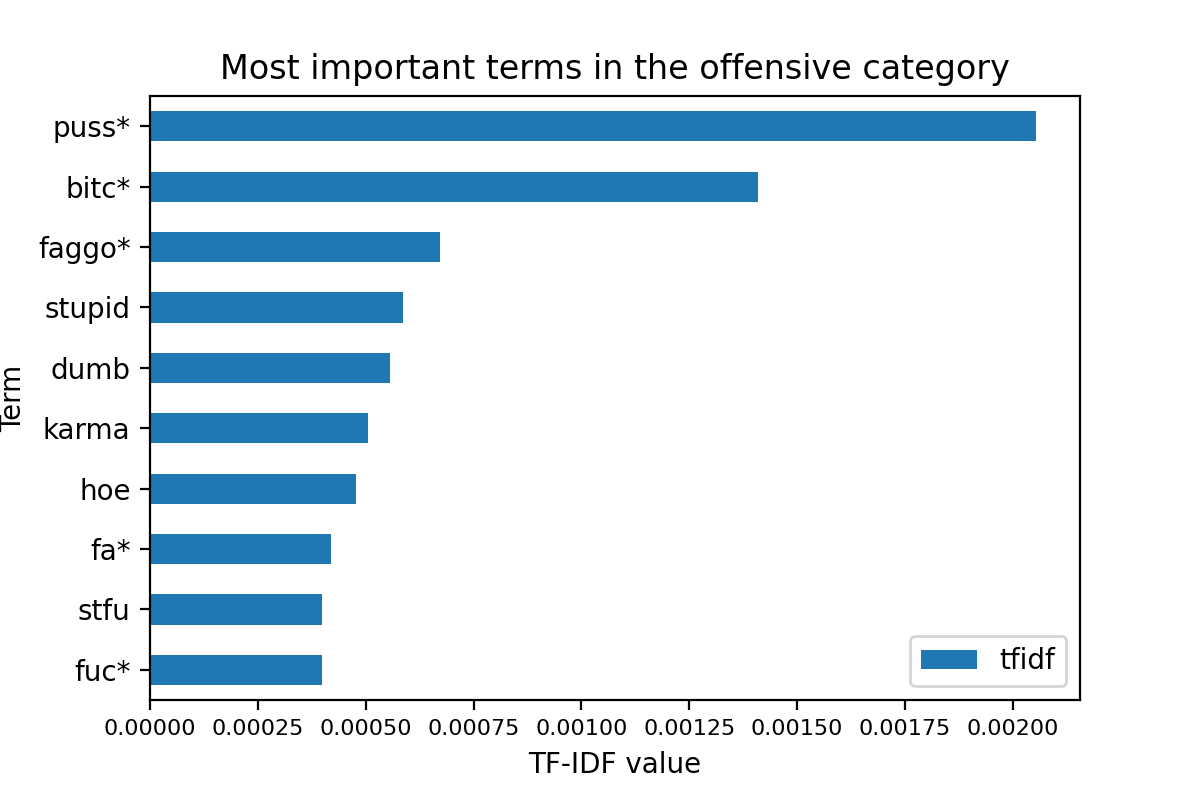 Most important terms in the offensive category
puss*
bitc*
faggo*
stupid
dumb
karma
hoe
fa*
stfu
fuc*
Term
tfidf
0.00000 0.00025 0.00050 0.00075 0.00100 0.00125 0.00150 0.00175 0.00200
TF-IDF value